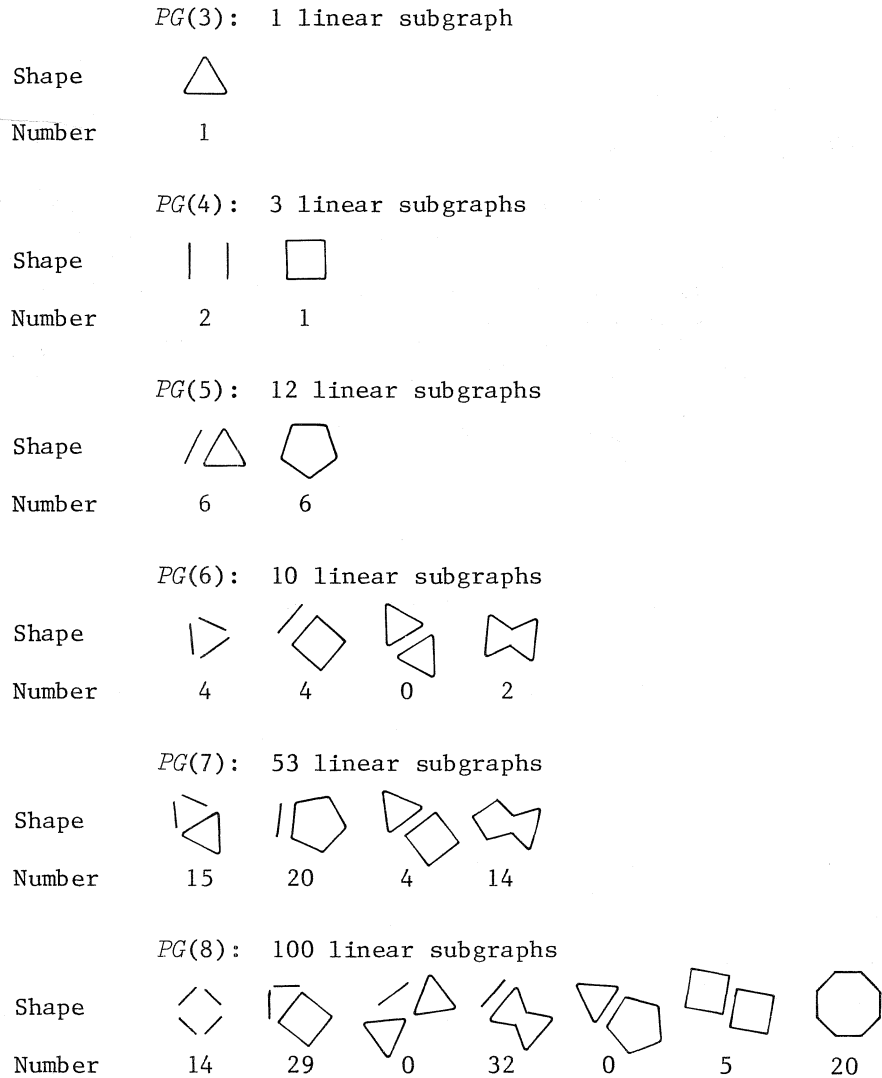 PG(3): 1 linear subgraph
Shape
Number 1
PG(4): 3 linear subgraphs
Shape
Number 2 1
PG(5): 12 linear subgraphs
Shape
Number 6 6
PG(6): 10 linear subgraphs
Shape
Number 4 4 0 2
PG(7): 53 linear subgraphs
Shape
Number 15 20 4 14
PG(8): 100 linear subgraphs
Shape
Number 14 29 0 32 0 5 20